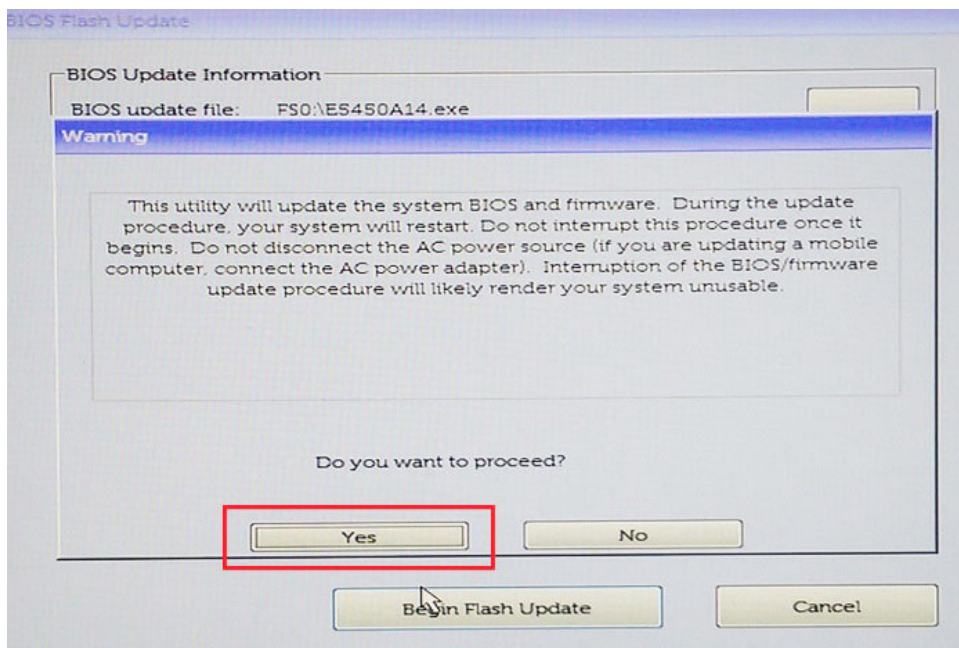 BIOS Flash Update
BIOS Update Information
BIOS update file: FS0:\E5450A14.exe
Warning
This utility will update the system BIOS and firmware. During the update
procedure, your system will restart. Do not interrupt this procedure once it
begins. Do not disconnect the AC power source (if you are updating a mobile
computer, connect the AC power adapter). Interruption of the BIOS/firmware
update procedure will likely render your system unusable.
Do you want to proceed?
Yes
No
Begin Flash Update
Cancel